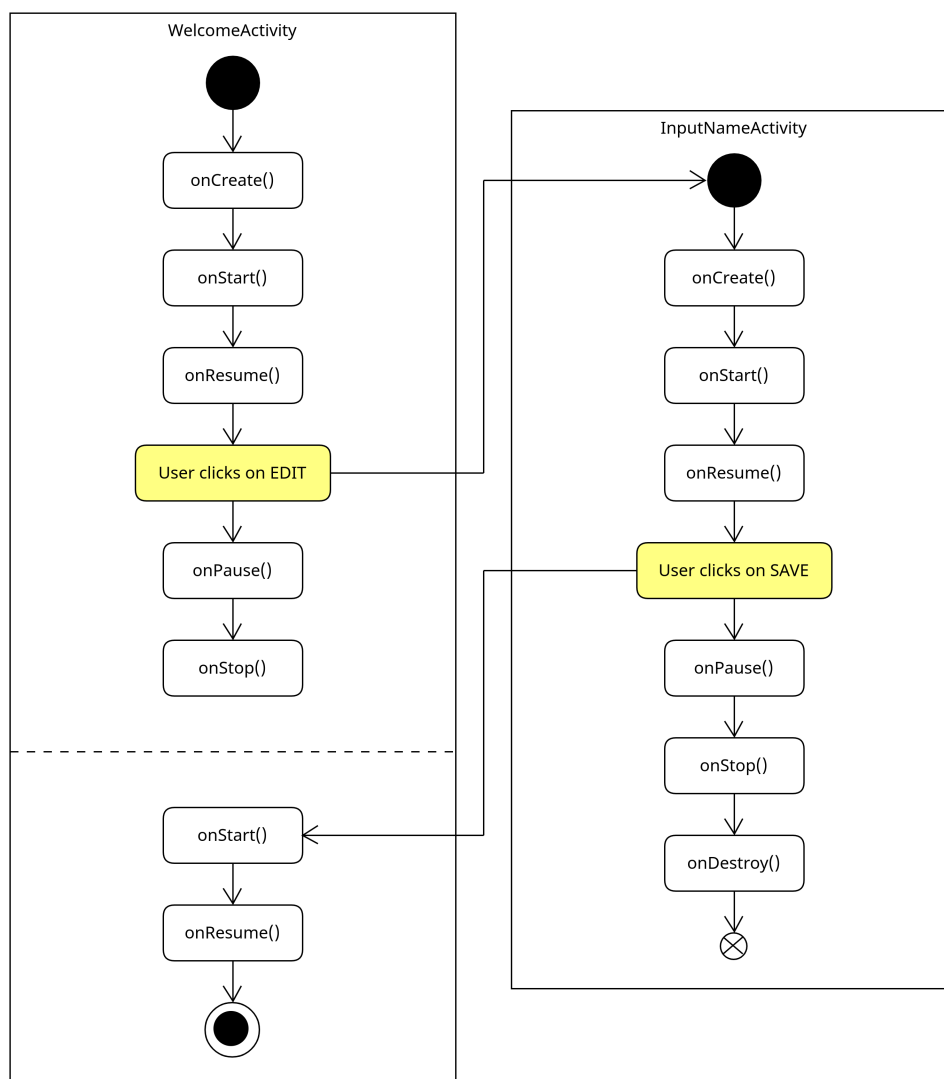 WelcomeActivity
onCreate()
onStart()
onResume()
User clicks on EDIT
onPause()
onStop()
onStart()
onResume()
InputNameActivity
onCreate()
onStart()
onResume()
User clicks on SAVE
onPause()
onStop()
onDestroy()